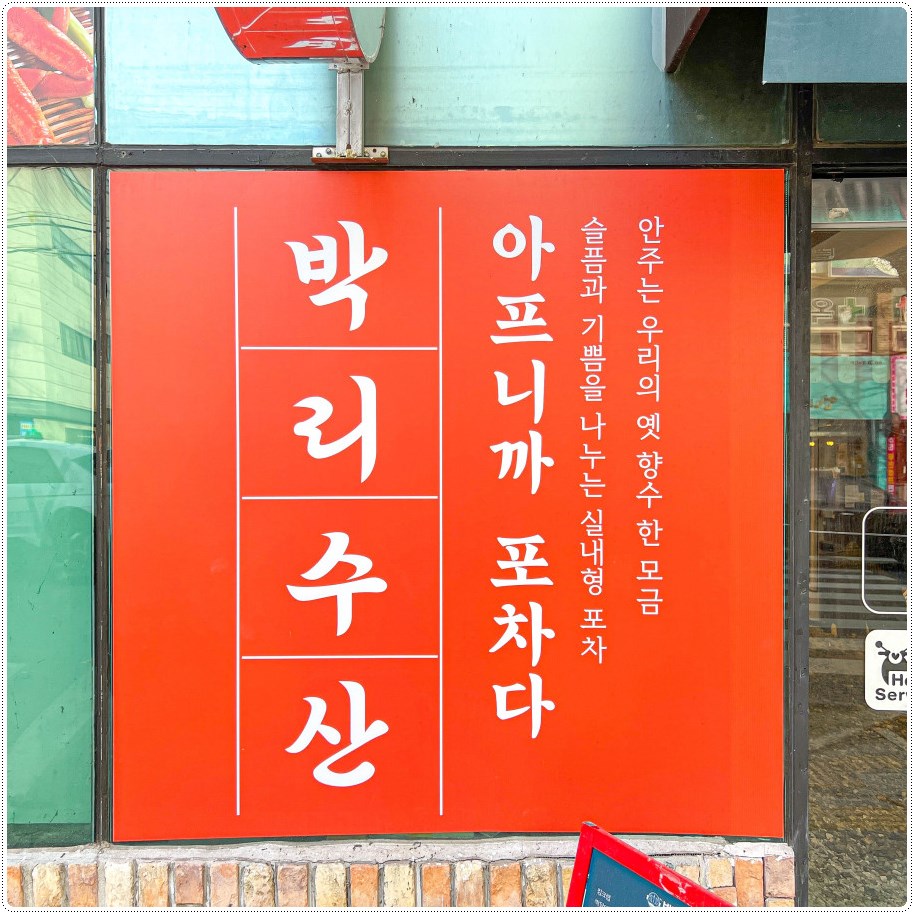 안주는 우리의 옛 향수 한 모금
슬픔과 기쁨을 나누는 실내형 포차
아프니까 포차다
박리수산